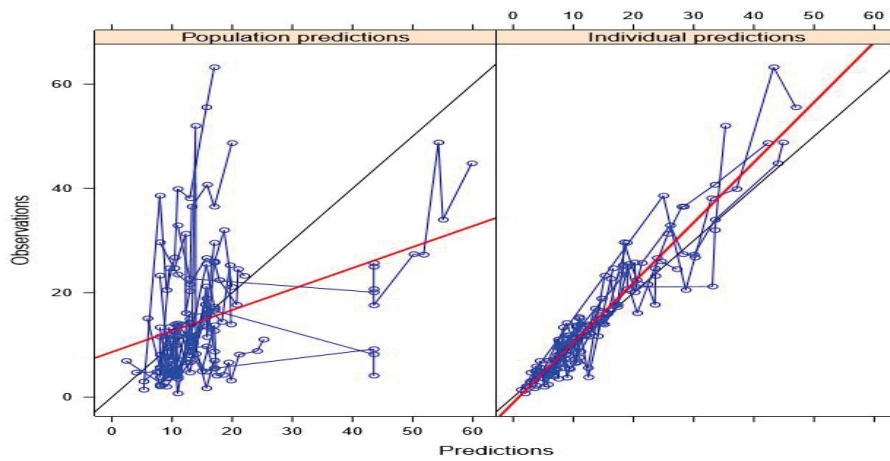 0 10 20 30 40 50 60
Population predictions
Individual predictions
60
40
20
0
Observations
0 10 20 30 40 50 60
Predictions